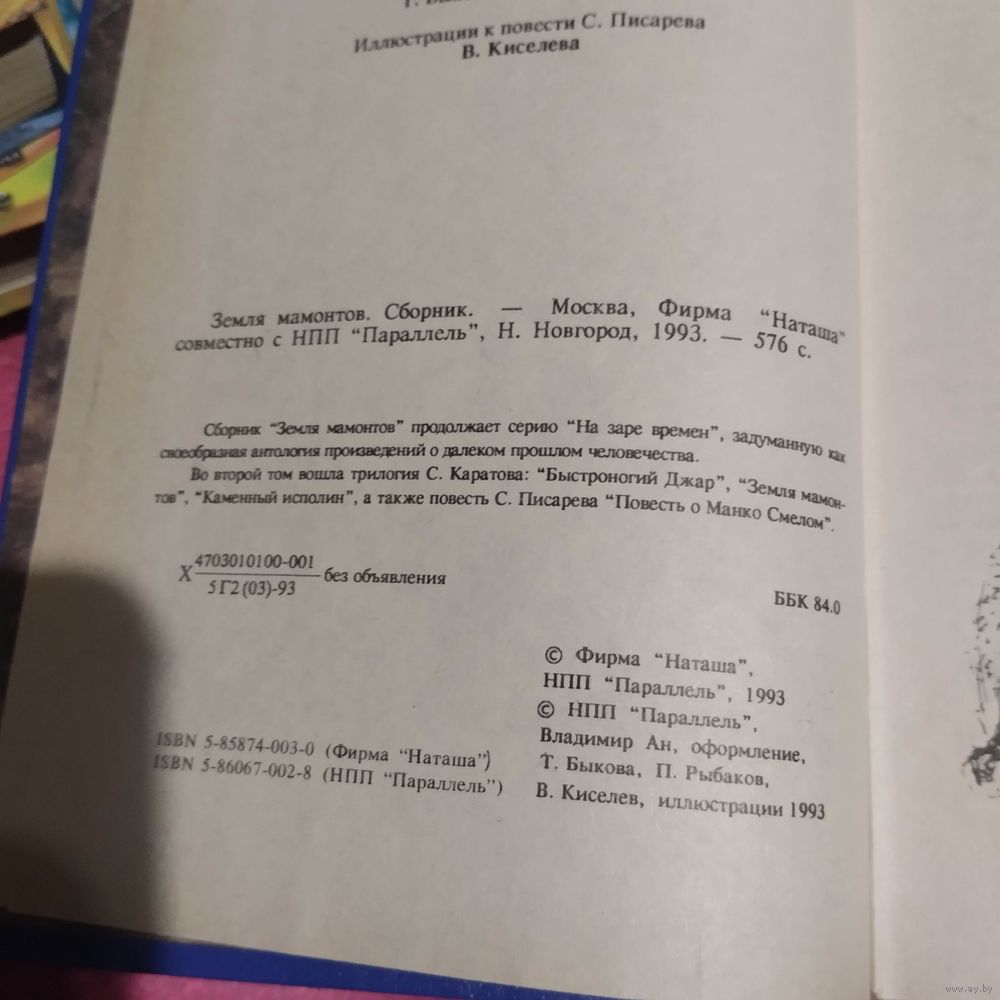 Иллюстрации к повести С. Писарева
В. Киселева
Земля мамонтов. Сборник. — Москва, Фирма “Наташа”
совместно с НПП “Параллель”, Н. Новгород, 1993. — 576 с.
Сборник “Земля мамонтов” продолжает серию “На заре времен”, задуманную как
своеобразная антология произведений о далеком прошлом человечества.
Во второй том вошла трилогия С. Каратова: “Быстроногий Джар”, “Земля мамон-
тов”, “Каменный исполин”, а также повесть С. Писарева “Повесть о Манко Смелом”.
Х 4703010100-001 без объявления
5Г2(03)-93
ББК 84.0
© Фирма “Наташа”,
НПП “Параллель”, 1993
© НПП “Параллель”,
Владимир Ан, оформление,
Т. Быкова, П. Рыбаков,
В. Киселев, иллюстрации 1993
ISBN 5-85874-003-0 (Фирма “Наташа”)
ISBN 5-86067-002-8 (НПП “Параллель”)
www.ay.by